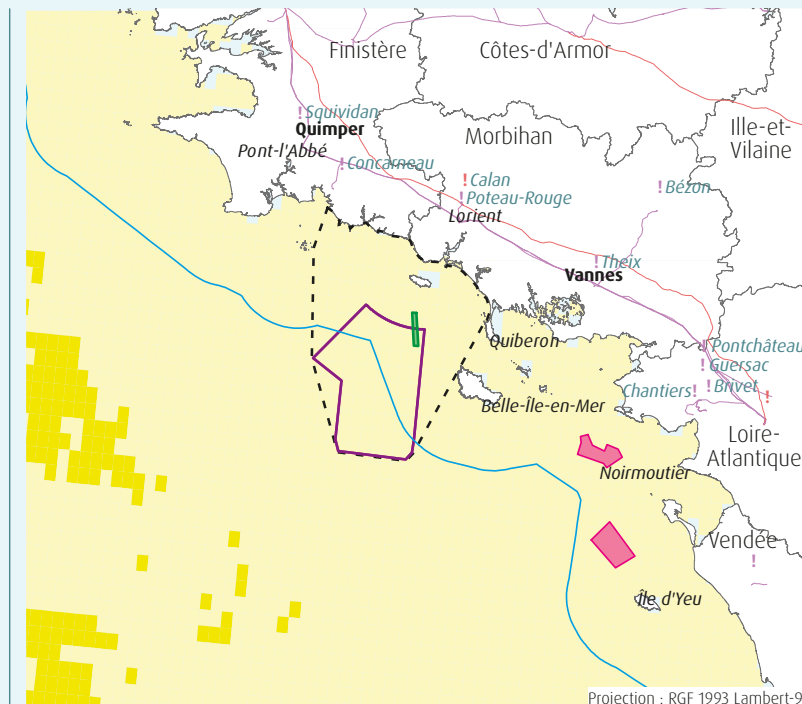 Finistère
Côtes-d'Armor
Squividan
Quimper
Ille-et-
Vilaine
Morbihan
Pont-l'Abbé
Concarneau
Calan
Bézon
Poteau-Rouge
Lorient
Theix
Vannes
Quiberon
Pontchâteau
Guersac
Chantiers
Brivet
Belle-Île-en-Mer
Loire-
Atlantique
Noirmoutier
Vendée
Île d'Yeu
Projection : RGF 1993 Lambert-9